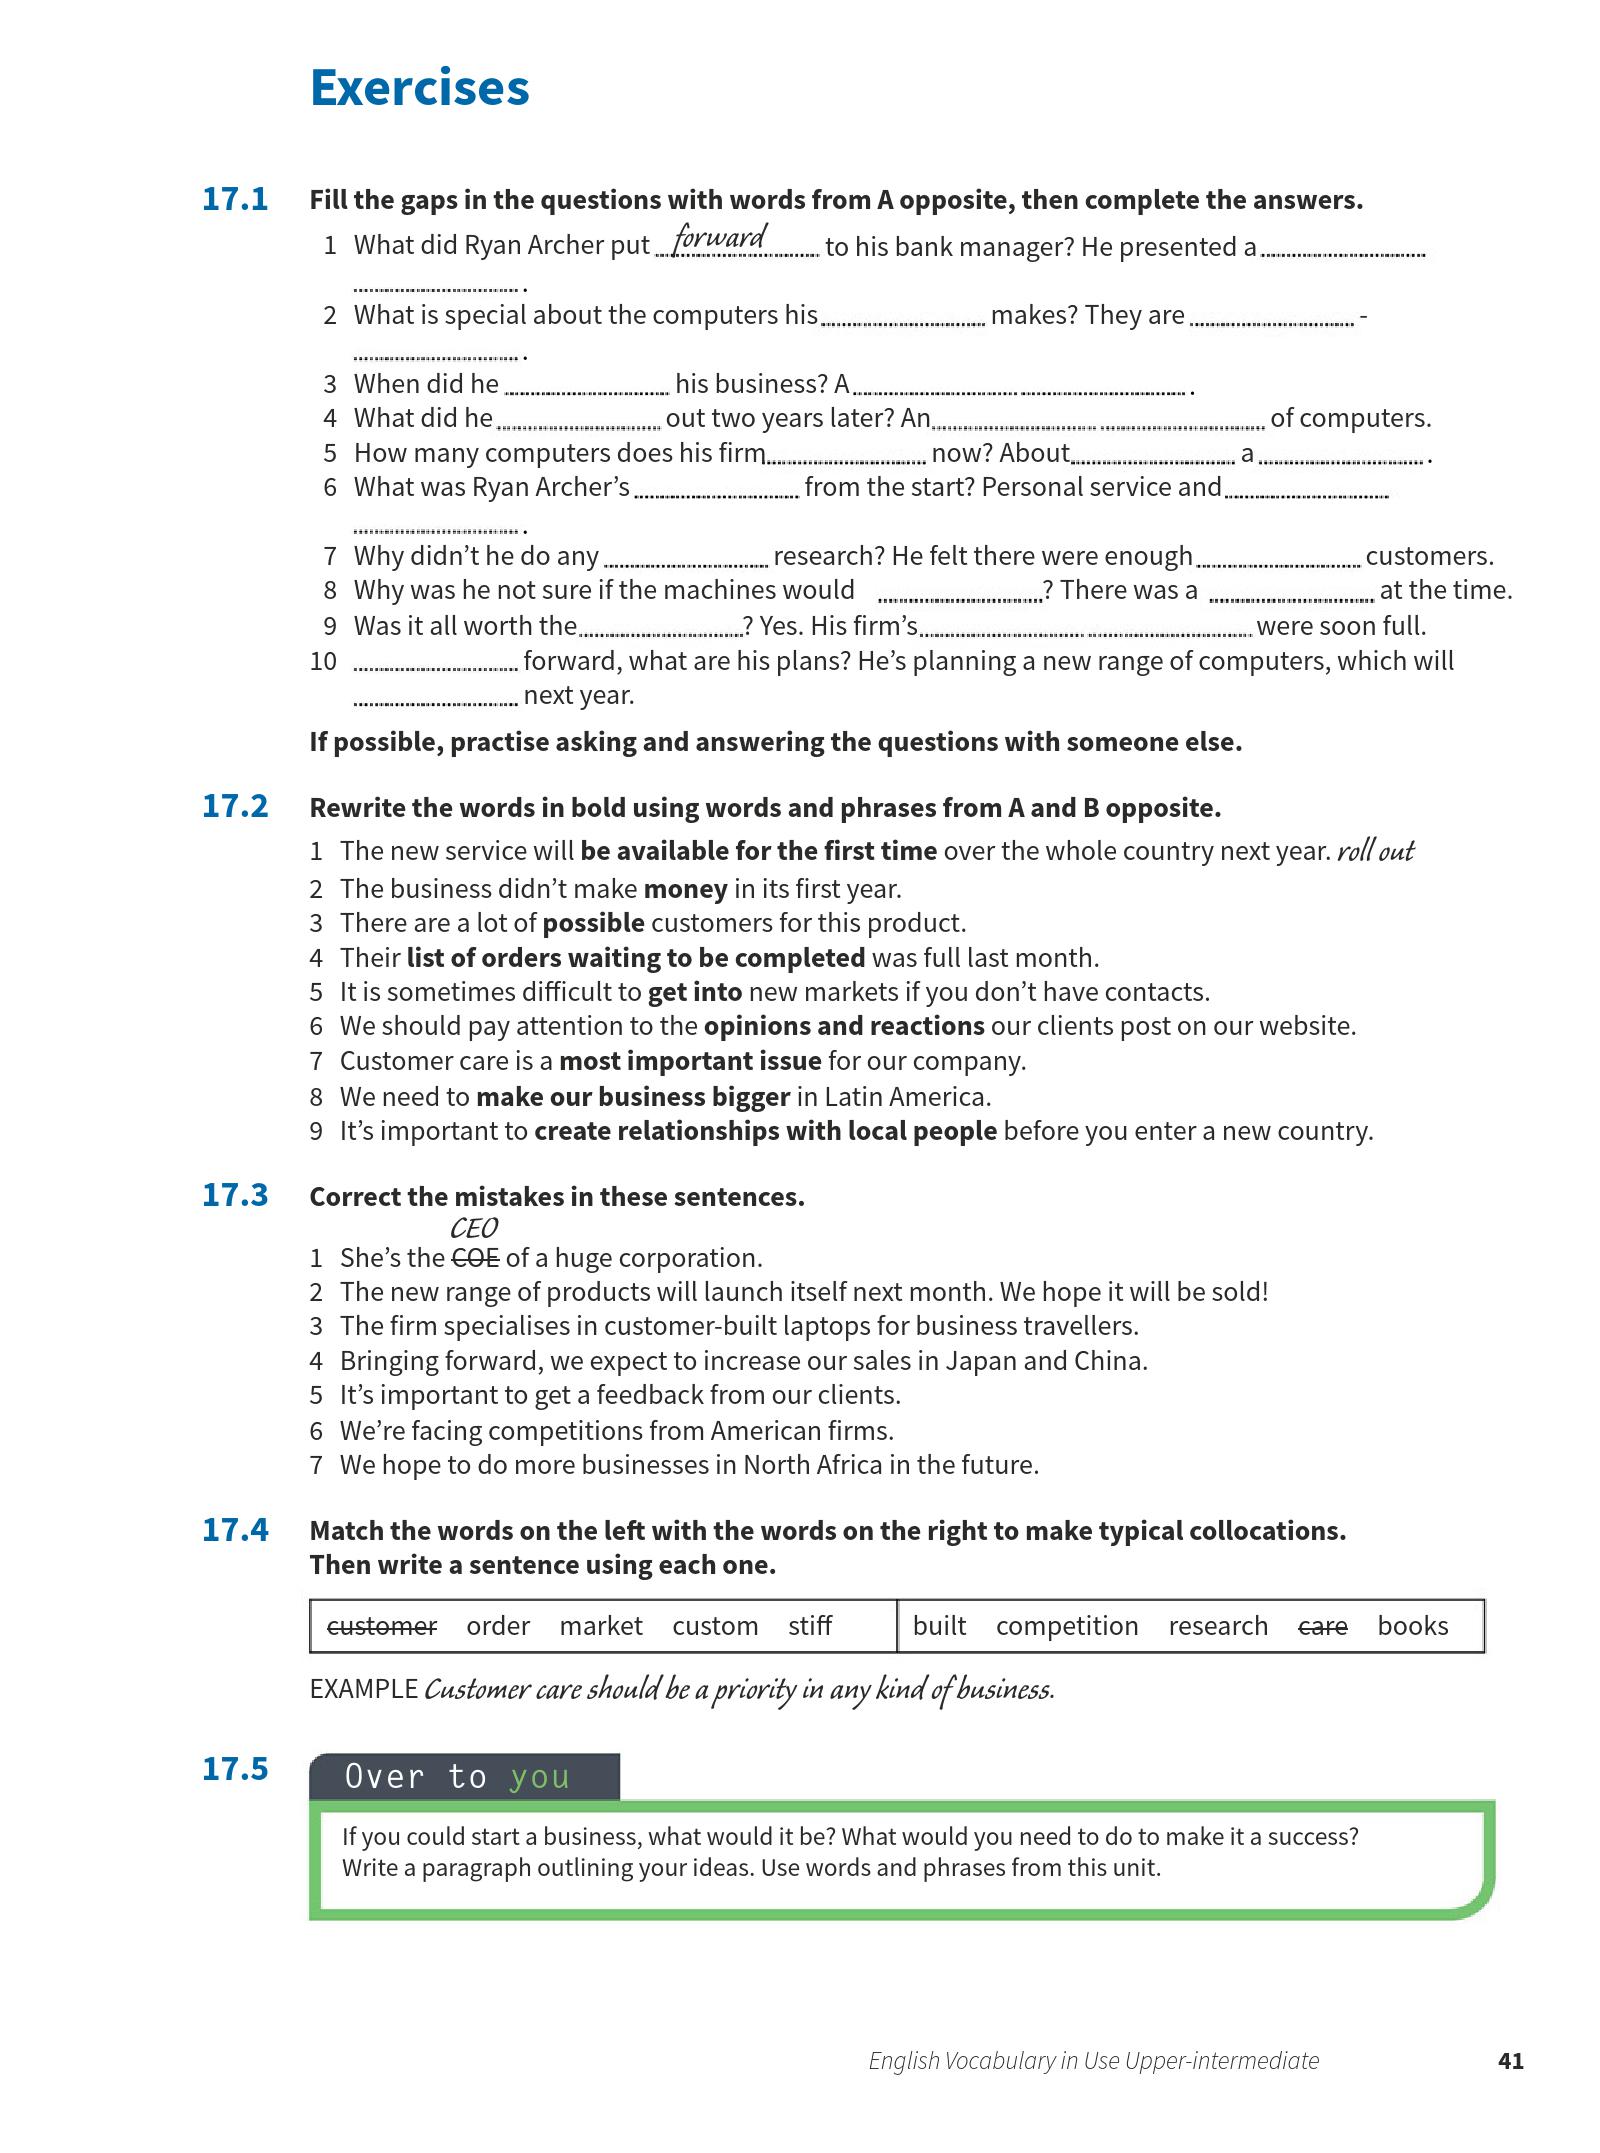 Exercises
17.1 Fill the gaps in the questions with words from A opposite, then complete the answers.
1 What did Ryan Archer put forward to his bank manager? He presented a ....................
.................... .
2 What is special about the computers his .................... makes? They are .................... -
.................... .
3 When did he .................... his business? A .................... .................... .
4 What did he .................... out two years later? An .................... .................... of computers.
5 How many computers does his firm .................... now? About .................... a .................... .
6 What was Ryan Archer’s .................... from the start? Personal service and ....................
.................... .
7 Why didn’t he do any .................... research? He felt there were enough .................... customers.
8 Why was he not sure if the machines would .................... ? There was a .................... at the time.
9 Was it all worth the .................... ? Yes. His firm’s .................... .................... were soon full.
10 .................... forward, what are his plans? He’s planning a new range of computers, which will
.................... next year.
If possible, practise asking and answering the questions with someone else.
17.2 Rewrite the words in bold using words and phrases from A and B opposite.
1 The new service will be available for the first time over the whole country next year. roll out
2 The business didn’t make money in its first year.
3 There are a lot of possible customers for this product.
4 Their list of orders waiting to be completed was full last month.
5 It is sometimes difficult to get into new markets if you don’t have contacts.
6 We should pay attention to the opinions and reactions our clients post on our website.
7 Customer care is a most important issue for our company.
8 We need to make our business bigger in Latin America.
9 It’s important to create relationships with local people before you enter a new country.
17.3 Correct the mistakes in these sentences.
CEO
1 She’s the COE of a huge corporation.
2 The new range of products will launch itself next month. We hope it will be sold!
3 The firm specialises in customer-built laptops for business travellers.
4 Bringing forward, we expect to increase our sales in Japan and China.
5 It’s important to get a feedback from our clients.
6 We’re facing competitions from American firms.
7 We hope to do more businesses in North Africa in the future.
17.4 Match the words on the left with the words on the right to make typical collocations.
Then write a sentence using each one.
customer order market custom stiff built competition research care books
EXAMPLE Customer care should be a priority in any kind of business.
17.5 Over to you
If you could start a business, what would it be? What would you need to do to make it a success?
Write a paragraph outlining your ideas. Use words and phrases from this unit.
English Vocabulary in Use Upper-intermediate 41